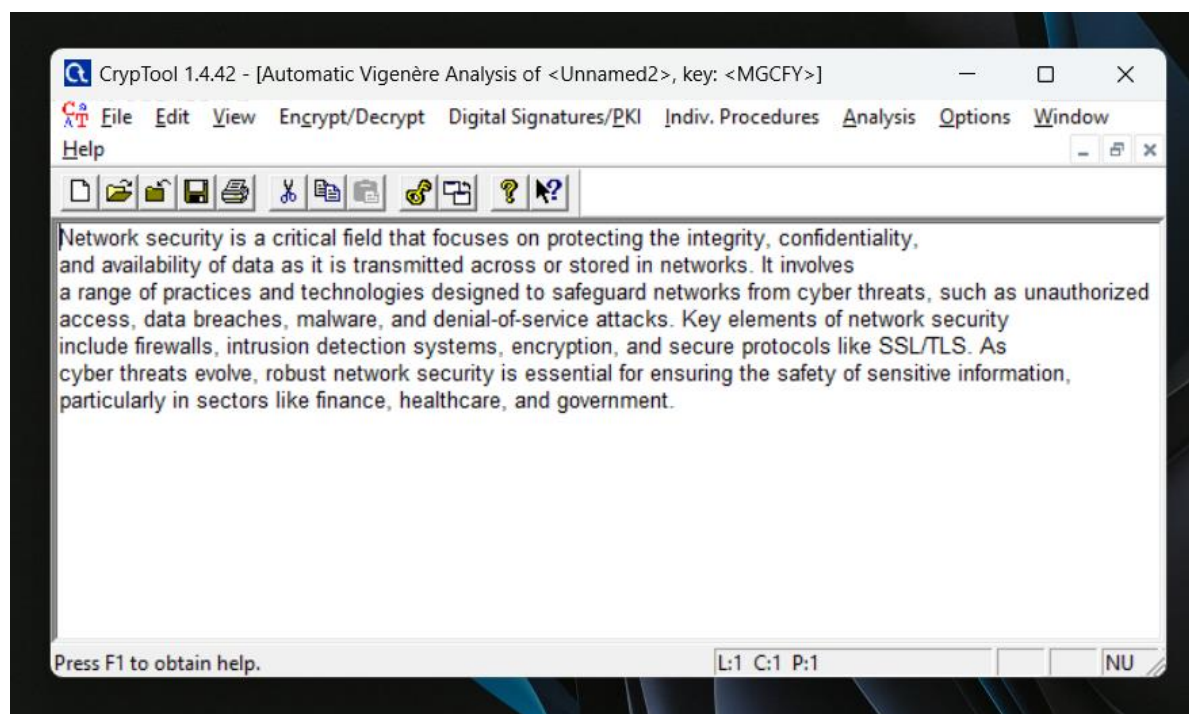 CrypTool 1.4.42 - [Automatic Vigenère Analysis of <Unnamed2>, key: <MGCFY>]
File Edit View Encrypt/Decrypt Digital Signatures/PKI Indiv. Procedures Analysis Options Window
Help
Network security is a critical field that focuses on protecting the integrity, confidentiality,
and availability of data as it is transmitted across or stored in networks. It involves
a range of practices and technologies designed to safeguard networks from cyber threats, such as unauthorized
access, data breaches, malware, and denial-of-service attacks. Key elements of network security
include firewalls, intrusion detection systems, encryption, and secure protocols like SSL/TLS. As
cyber threats evolve, robust network security is essential for ensuring the safety of sensitive information,
particularly in sectors like finance, healthcare, and government.
Press F1 to obtain help. L:1 C:1 P:1 NU